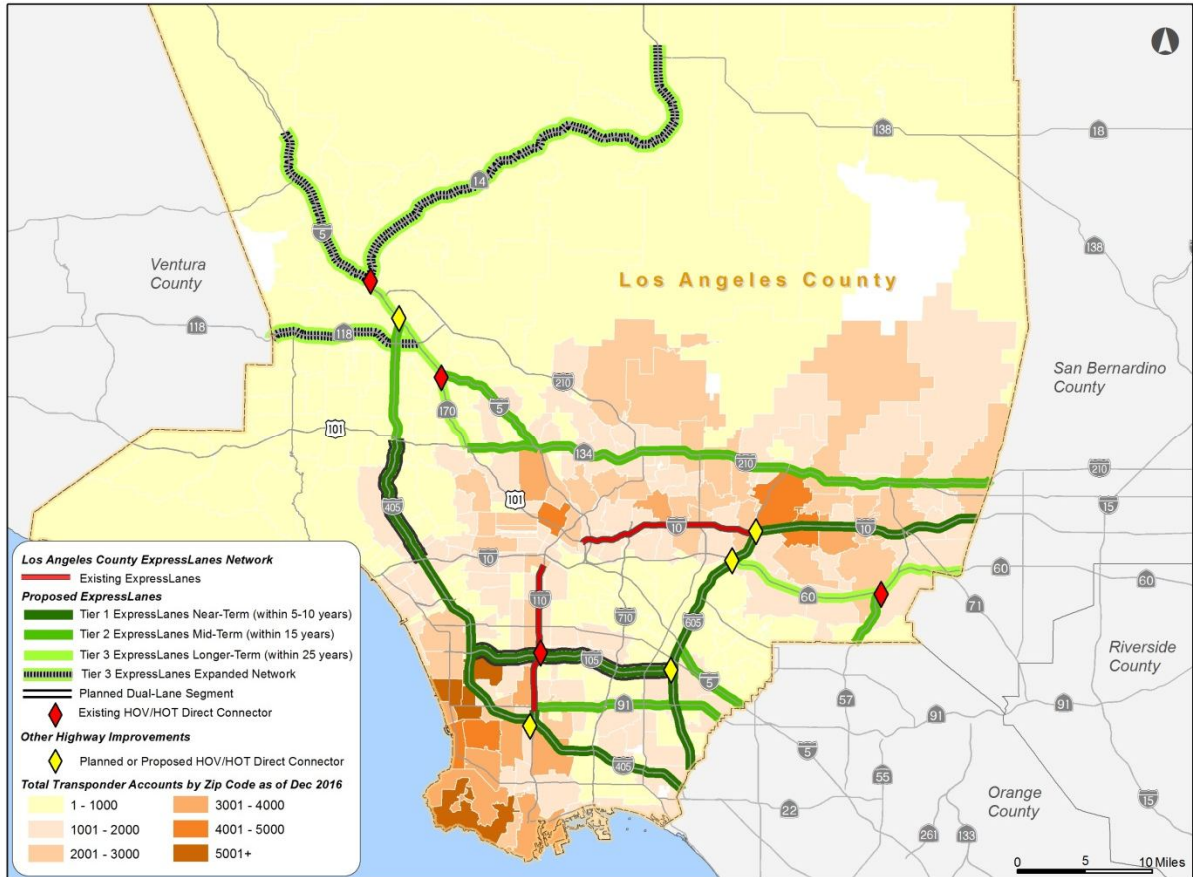 138
18
14
5
138
Ventura
County
Los Angeles County
118
118
San Bernardino
County
210
170
5
101
134
210
210
15
405
101
10
10
10
60
60
60
71
110
710
605
Riverside
County
105
5
91
57
91
91
405
5
55
22
Orange
County
15
261
133
Los Angeles County ExpressLanes Network
Existing ExpressLanes
Proposed ExpressLanes
Tier 1 ExpressLanes Near-Term (within 5-10 years)
Tier 2 ExpressLanes Mid-Term (within 15 years)
Tier 3 ExpressLanes Longer-Term (within 25 years)
Tier 3 ExpressLanes Expanded Network
Planned Dual-Lane Segment
Existing HOV/HOT Direct Connector
Other Highway Improvements
Planned or Proposed HOV/HOT Direct Connector
Total Transponder Accounts by Zip Code as of Dec 2016
1 - 1000
3001 - 4000
1001 - 2000
4001 - 5000
2001 - 3000
5001+
0 5 10 Miles